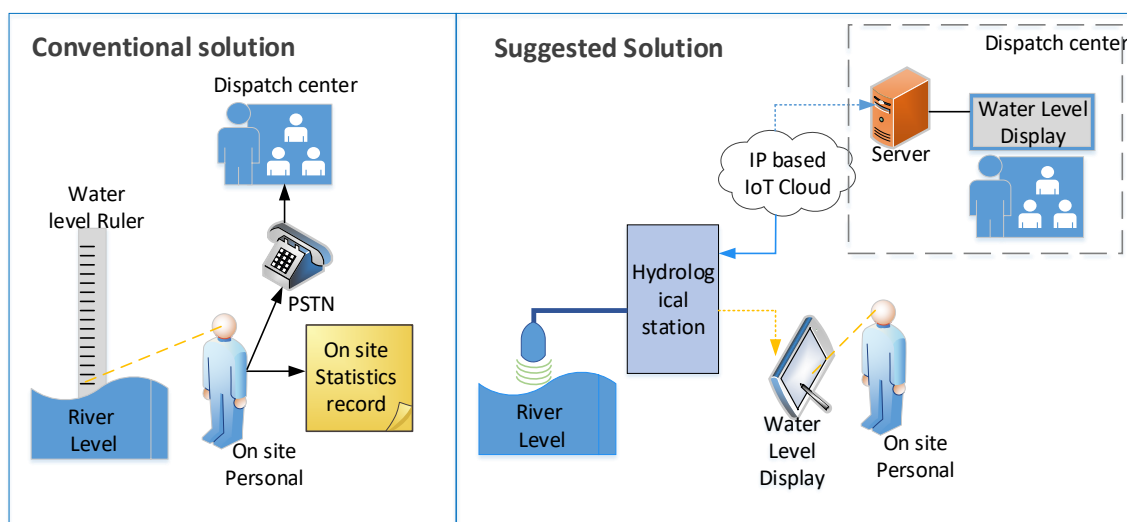 Conventional solution
Dispatch center
Water
level Ruler
PSTN
On site
Statistics
record
River
Level
On site
Personal
Suggested Solution
Dispatch center
Server
Water Level
Display
IP based
IoT Cloud
Hydrolog
ical
station
River
Level
Water
Level
Display
On site
Personal